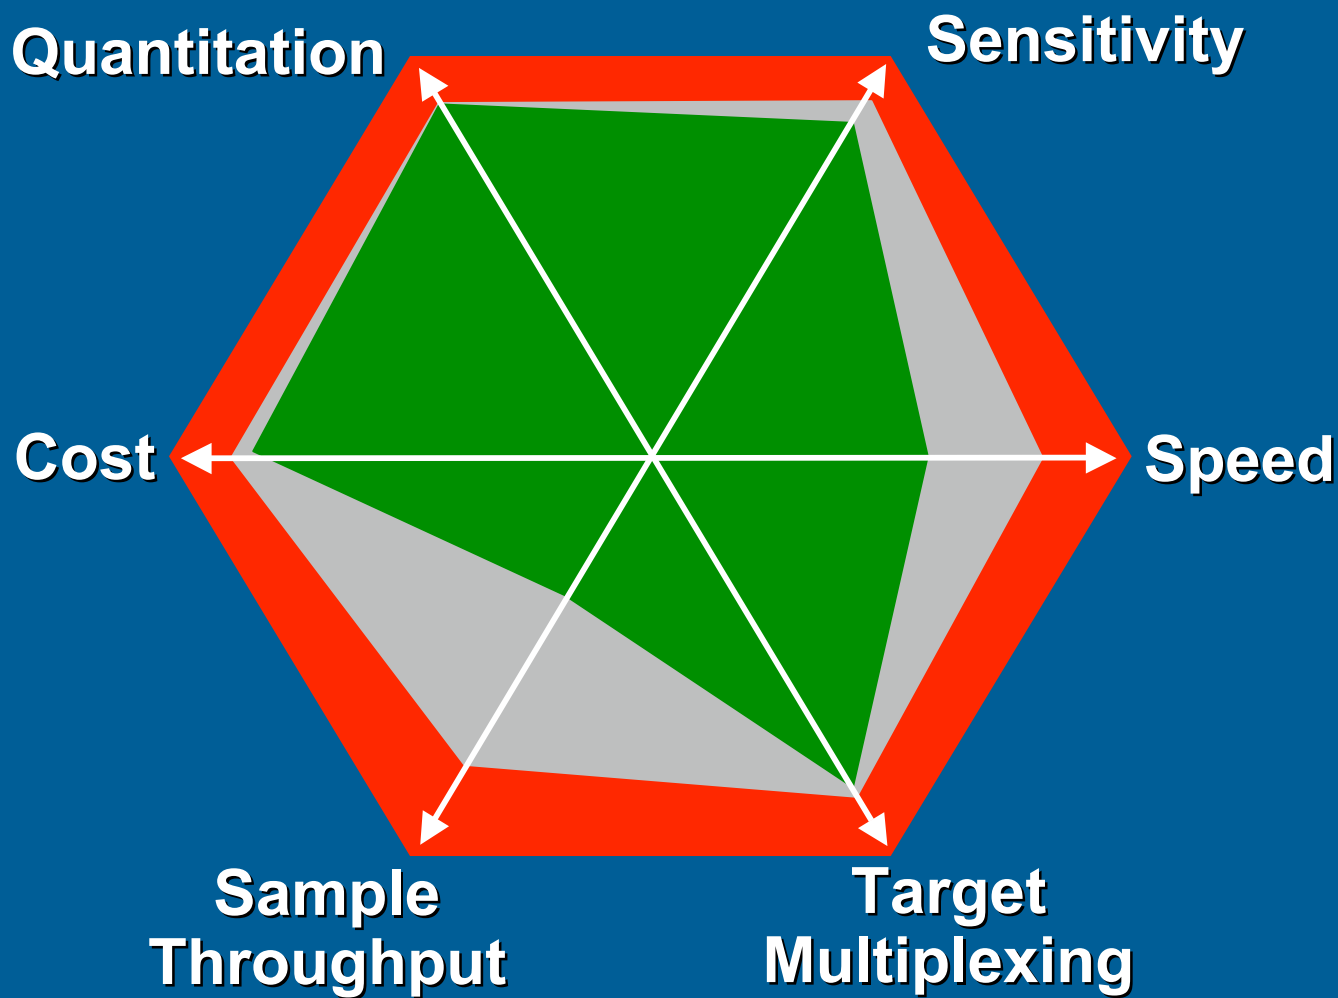 Quantitation
Sensitivity
Cost
Speed
Sample
Throughput
Target
Multiplexing